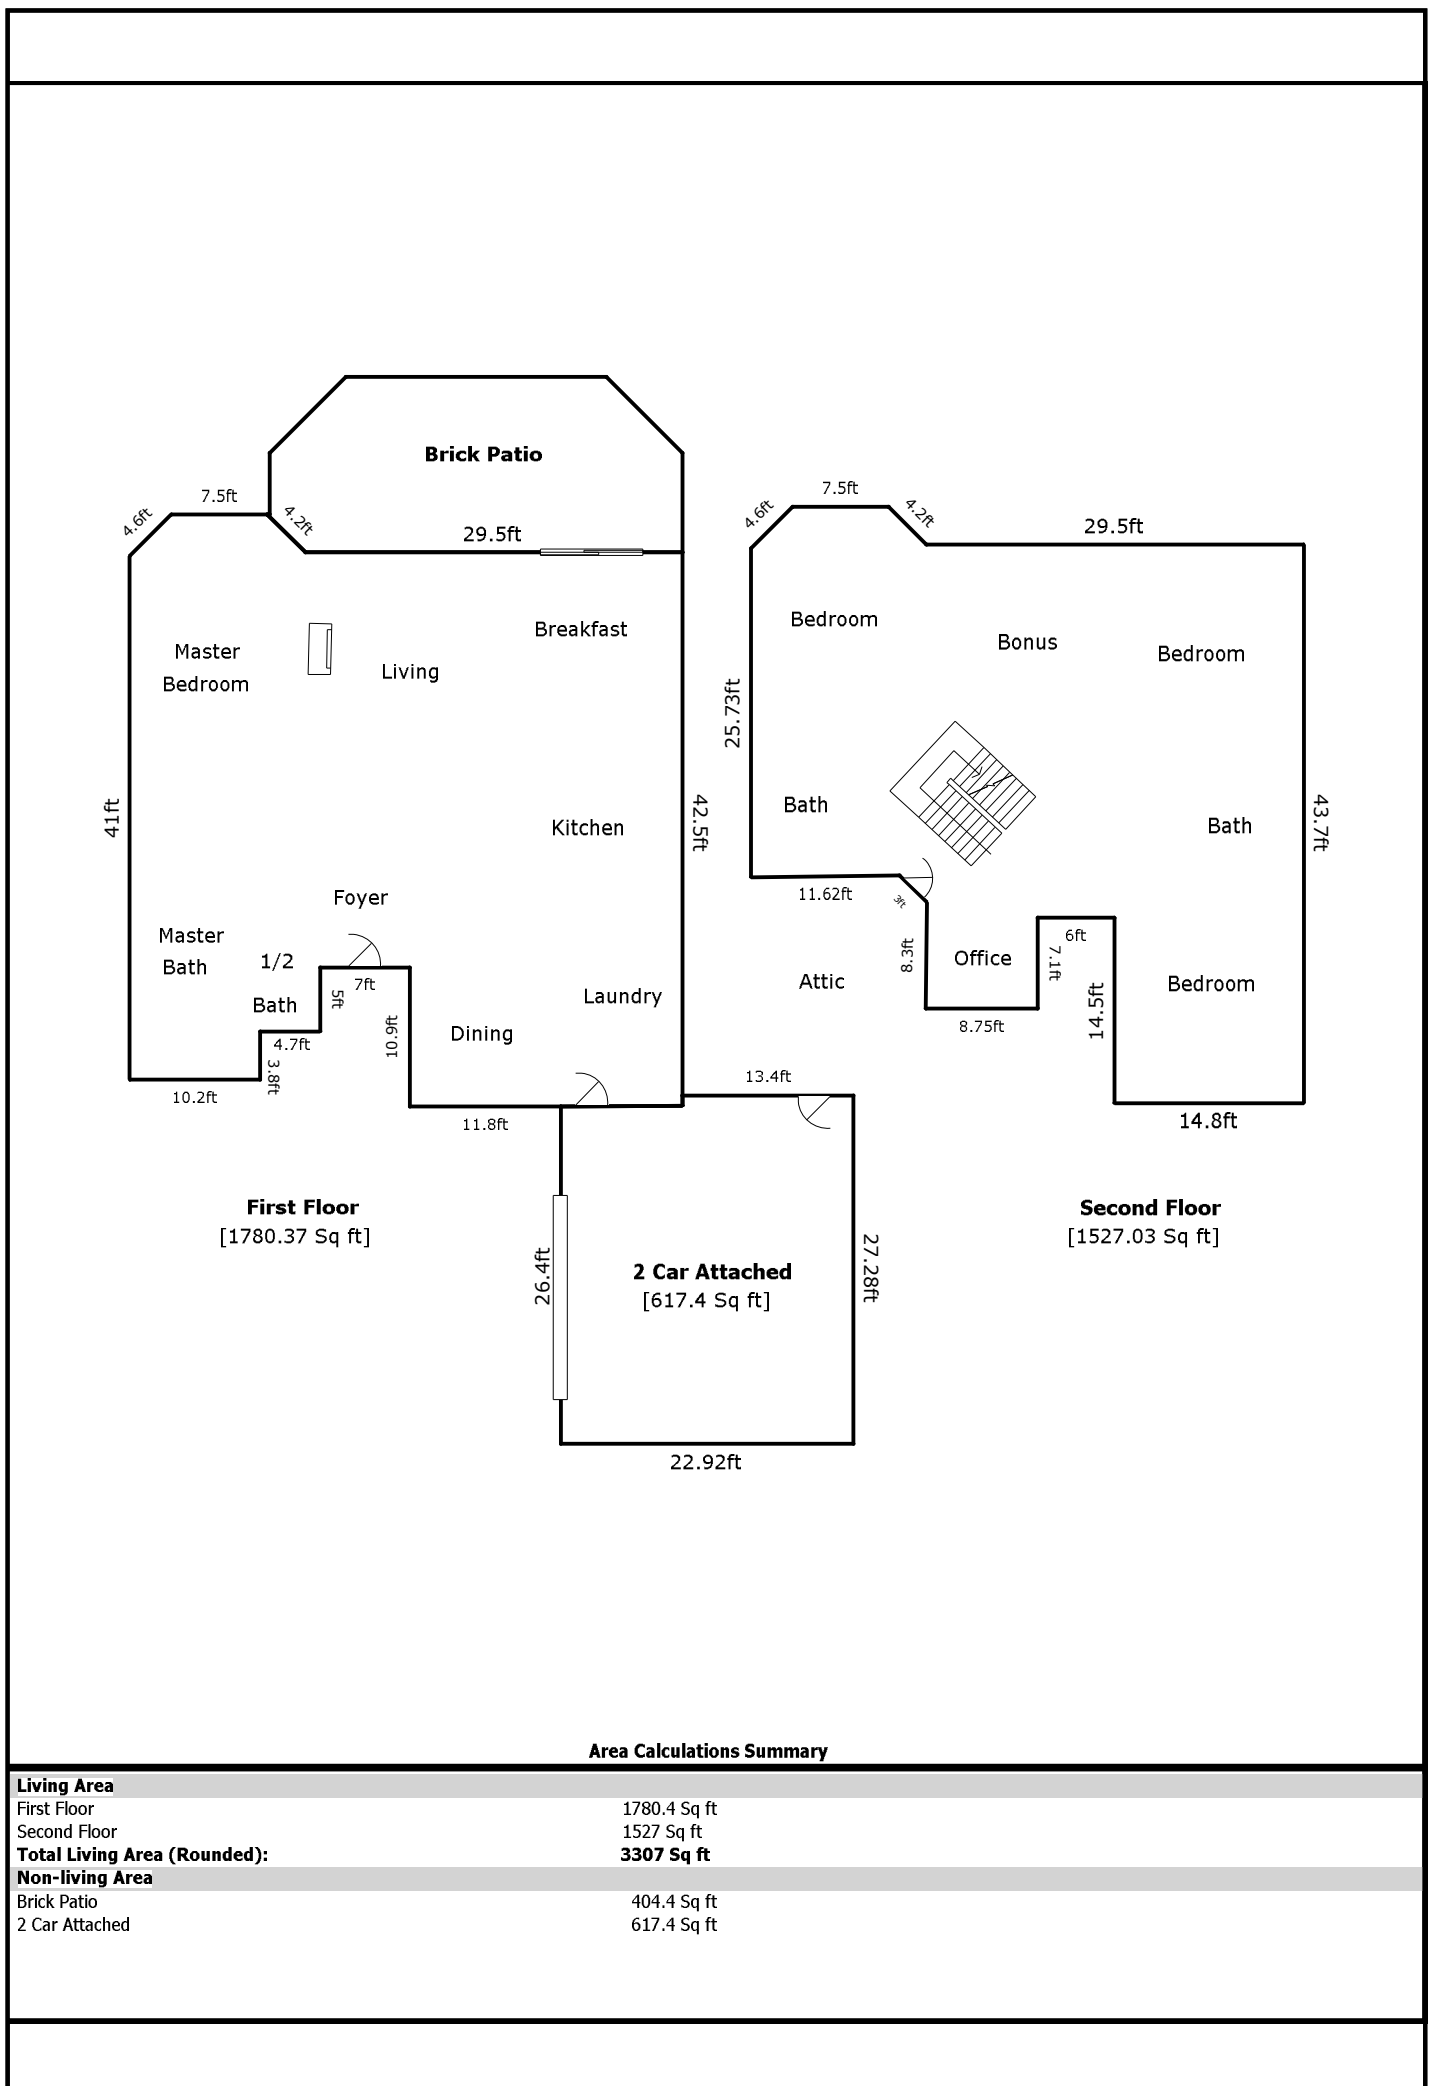 Brick Patio
7.5ft
4.6ft
4.2ft
29.5ft
Breakfast
Master
Bedroom
Living
41ft
42.5ft
Kitchen
Foyer
Master
Bath
1/2
Bath
7ft
5ft
10.9ft
Laundry
Dining
4.7ft
3.8ft
10.2ft
11.8ft
First Floor
[1780.37 Sq ft]
7.5ft
4.6ft
4.2ft
29.5ft
Bedroom
Bonus
Bedroom
25.73ft
Bath
Bath
43.7ft
11.62ft
3ft
8.3ft
Office
7.1ft
6ft
Attic
Bedroom
14.5ft
8.75ft
14.8ft
Second Floor
[1527.03 Sq ft]
13.4ft
26.4ft
27.28ft
2 Car Attached
[617.4 Sq ft]
22.92ft
Area Calculations Summary
Living Area
First Floor 1780.4 Sq ft
Second Floor 1527 Sq ft
Total Living Area (Rounded): 3307 Sq ft
Non-living Area
Brick Patio 404.4 Sq ft
2 Car Attached 617.4 Sq ft